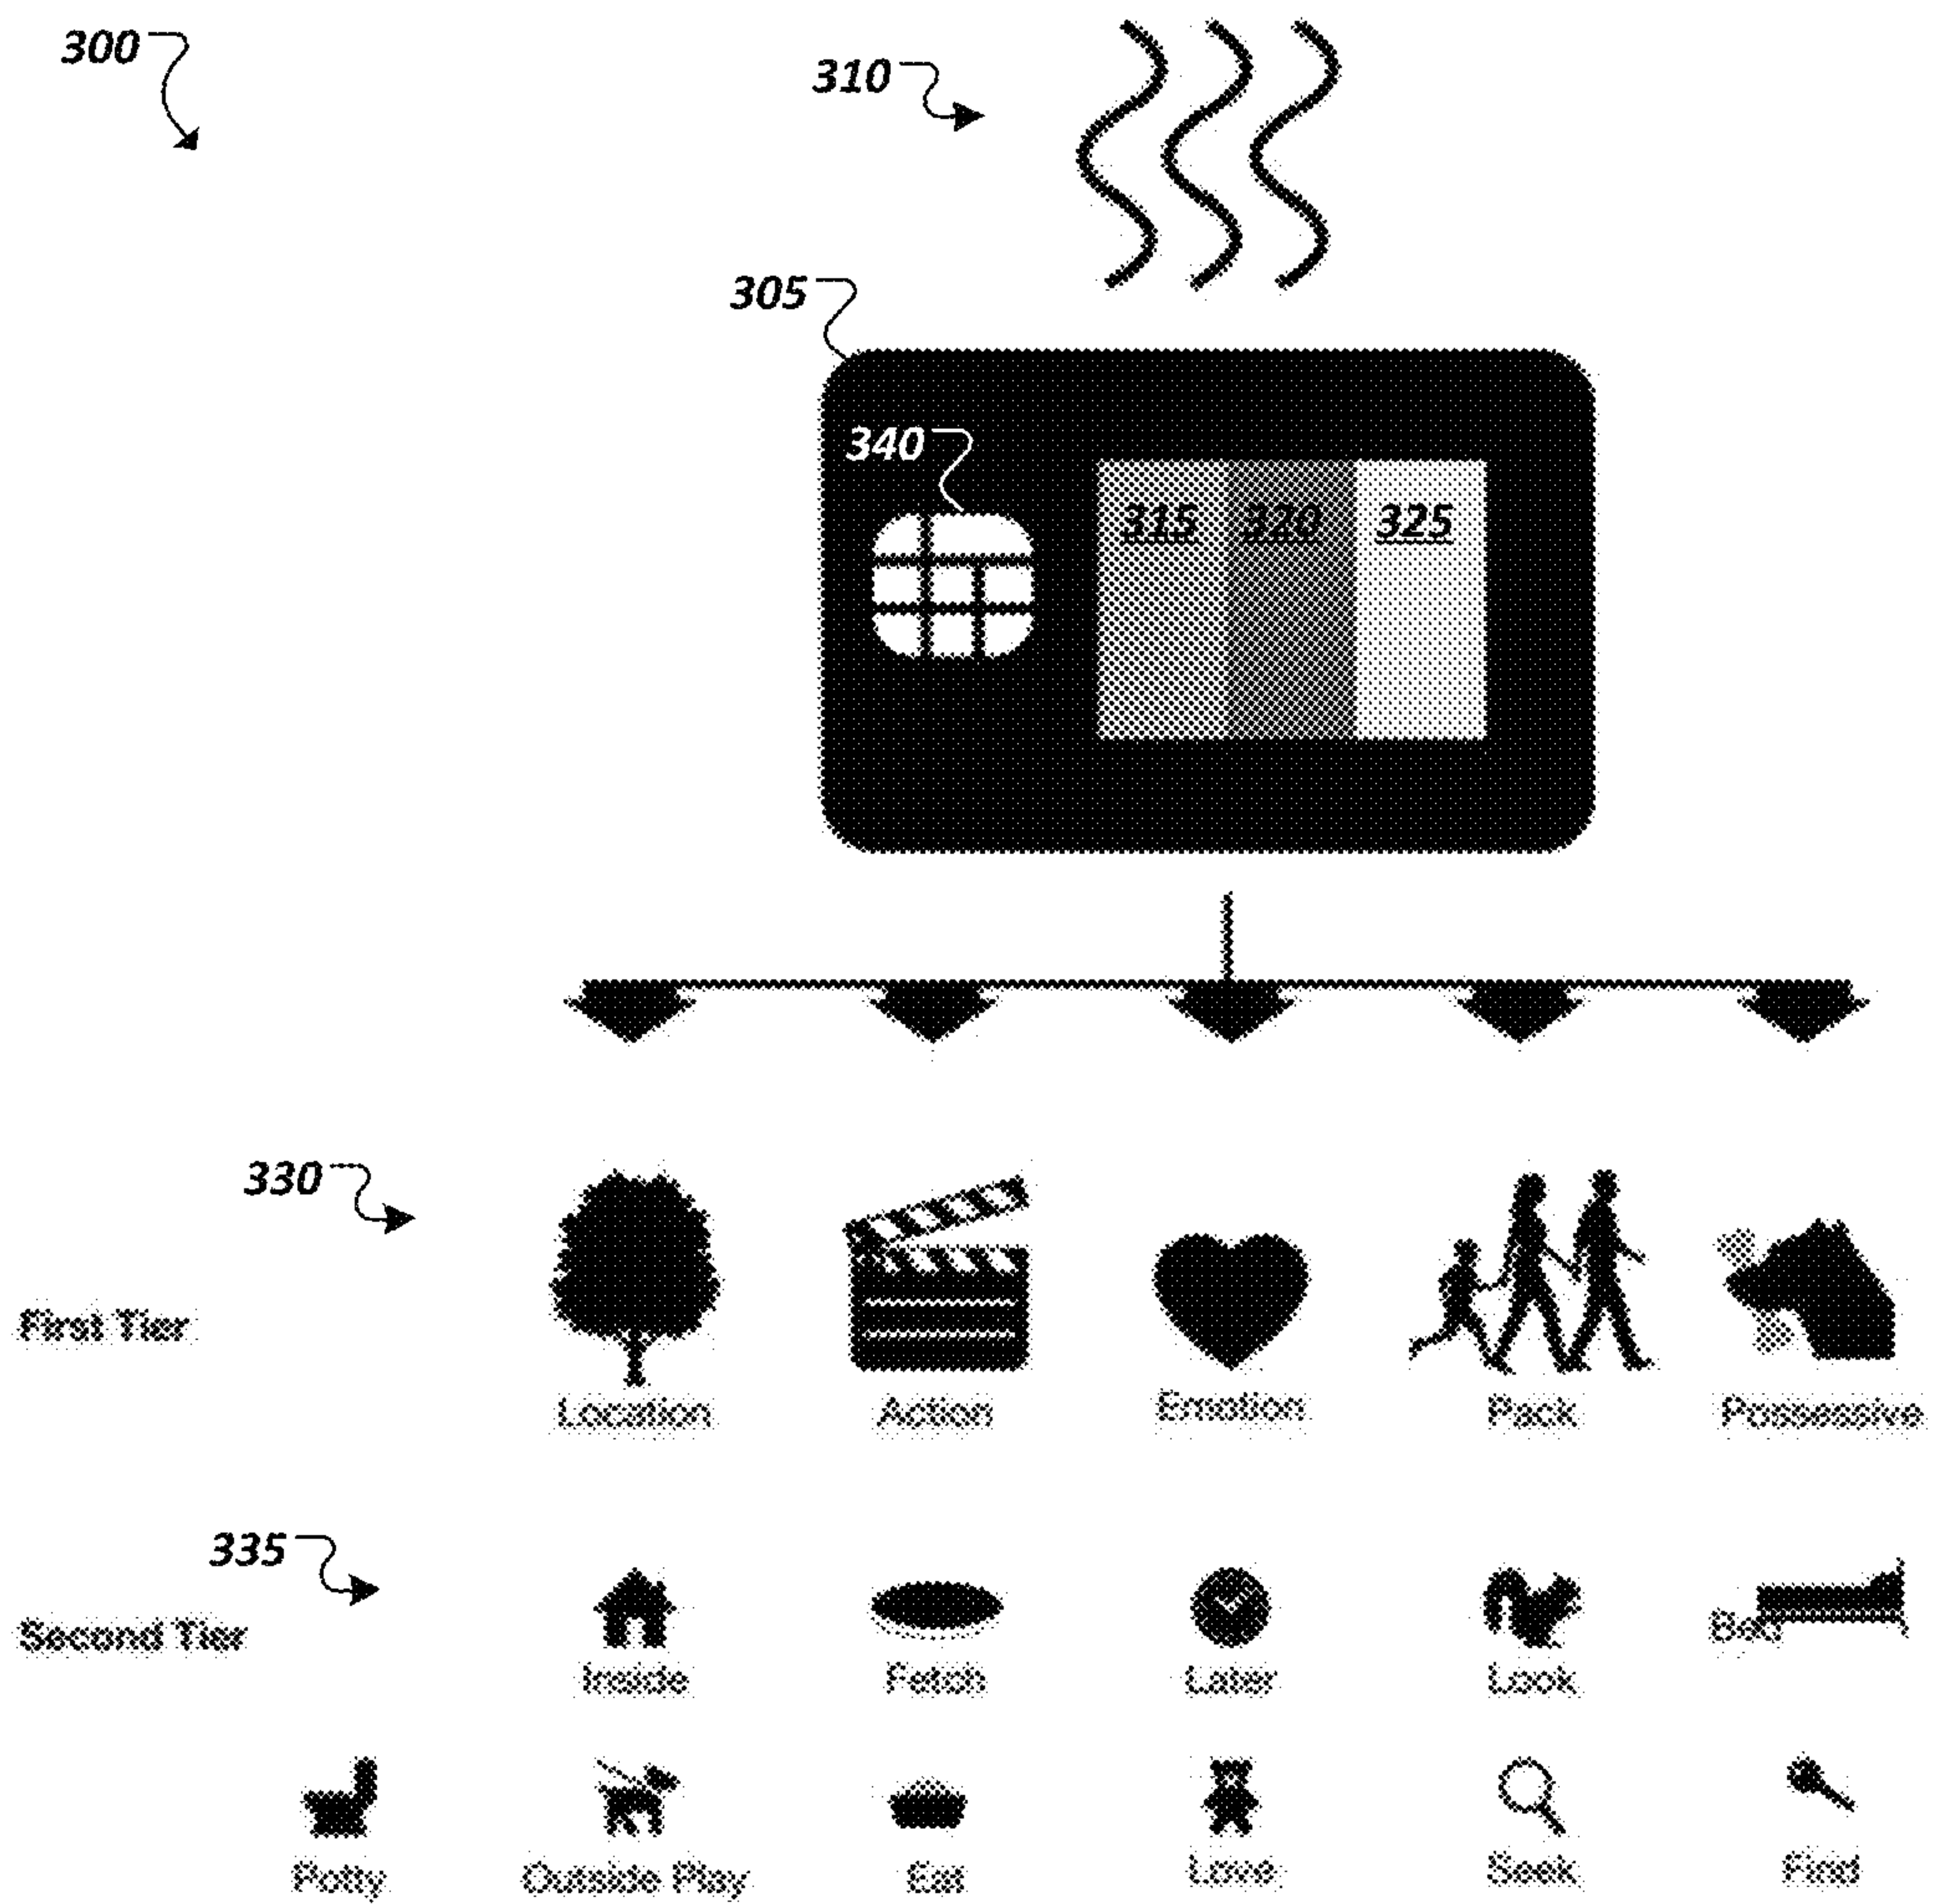 300
310
305
340
315 320 325
330
First Tier
Location Action Emotion Pack Possessive
335
Second Tier
Inside Fetch Later Look Bed
Potty Outside Play Eat Love Seek Find